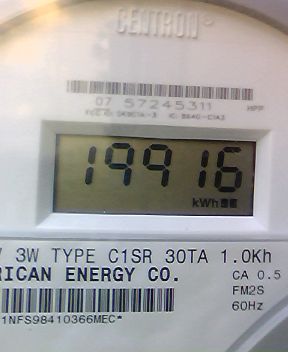 CENTRON
07 57245311 HPP
19916
kWh
3W TYPE C1SR 30TA 1.0Kh
RICAN ENERGY CO. CA 0.5
FM2S
60Hz
1NFS98410366MEC*